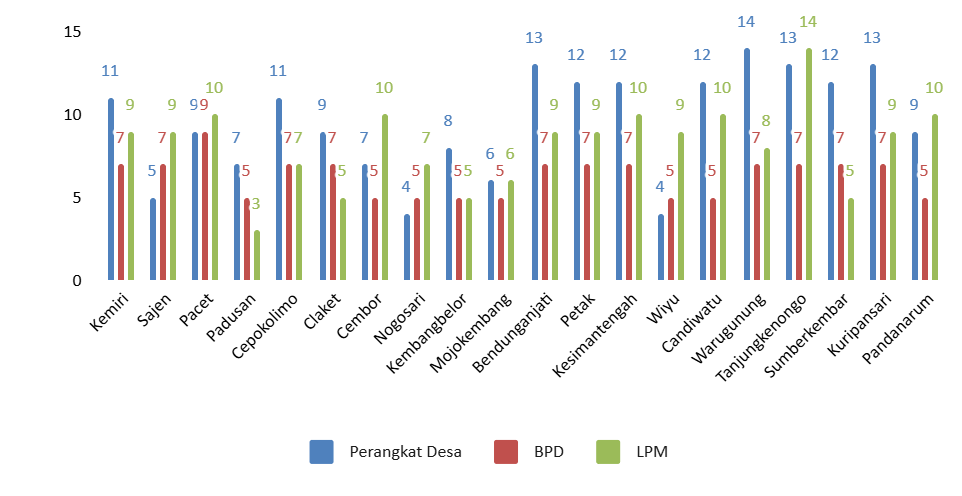 15
10
5
0
11 7 9
5 7 9
9 9 10
7 5 3
11 7 7
9 7 5
7 5 10
4 5 7
8 5 5
6 5 6
13 7 9
12 7 9
12 7 10
4 5 9
12 5 10
14 7 8
13 7 14
12 7 5
13 7 9
9 5 10
Kemiri
Sajen
Pacet
Padusan
Cepokolimo
Claket
Cembor
Nogosari
Kembangbelor
Mojokembang
Bendunganjati
Petak
Kesimantengah
Wiyu
Candiwatu
Warugunung
Tanjungkenongo
Sumberkembar
Kuripansari
Pandanarum
Perangkat Desa BPD LPM